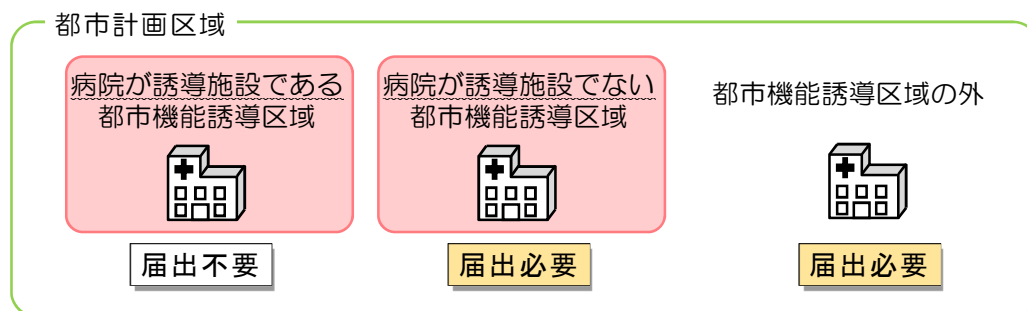 都市計画区域
病院が誘導施設である
都市機能誘導区域
届出不要
病院が誘導施設でない
都市機能誘導区域
届出必要
都市機能誘導区域の外
届出必要